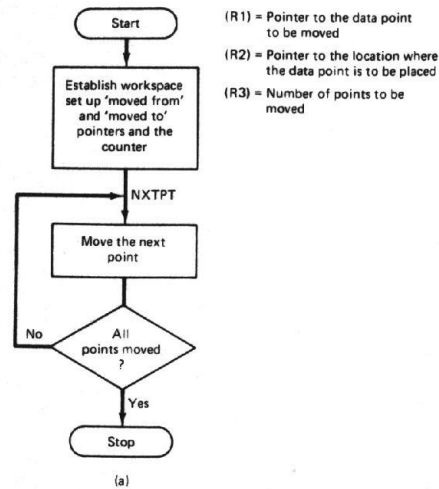 Start
Establish workspace
set up 'moved from'
and 'moved to'
pointers and the
counter
NXTPT
Move the next
point
No
All
points moved
?
Yes
Stop
(a)
(R1) = Pointer to the data point
to be moved
(R2) = Pointer to the location where
the data point is to be placed
(R3) = Number of points to be
moved